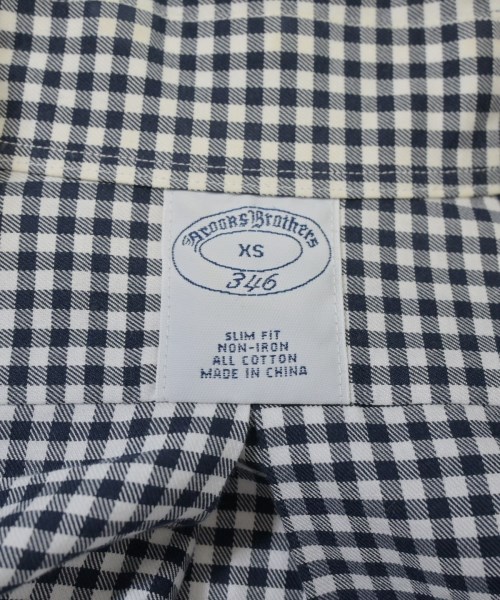 Brooks Brothers
XS
346
SLIM FIT
NON-IRON
ALL COTTON
MADE IN CHINA